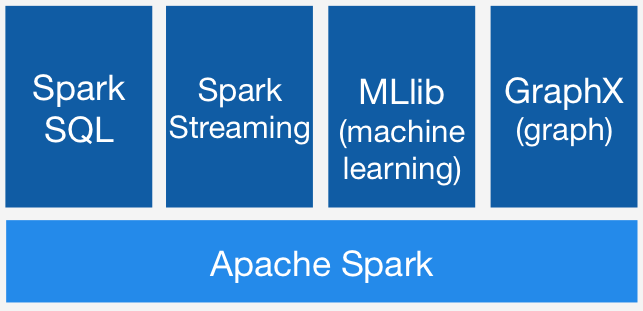 Spark
SQL
Spark
Streaming
MLlib
(machine
learning)
GraphX
(graph)
Apache Spark